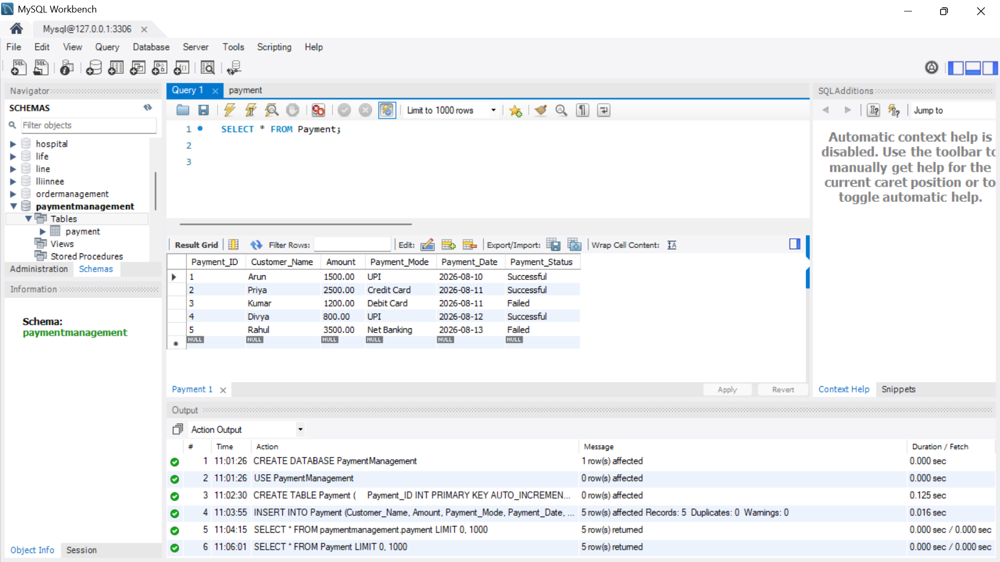 MySQL Workbench
Mysql@127.0.0.1:3306
File Edit View Query Database Server Tools Scripting Help
Navigator
SCHEMAS
Filter objects
hospital
life
line
lliinnee
ordermanagement
paymentmanagement
Tables
payment
Views
Stored Procedures
Administration Schemas
Information
Schema:
paymentmanagement
Object Info Session
Query 1 payment
Limit to 1000 rows
1 SELECT * FROM Payment;
2
3
Result Grid Filter Rows: Edit: Export/Import: Wrap Cell Content:
Payment_ID Customer_Name Amount Payment_Mode Payment_Date Payment_Status
1 Arun 1500.00 UPI 2026-08-10 Successful
2 Priya 2500.00 Credit Card 2026-08-11 Successful
3 Kumar 1200.00 Debit Card 2026-08-11 Failed
4 Divya 800.00 UPI 2026-08-12 Successful
5 Rahul 3500.00 Net Banking 2026-08-13 Failed
NULL NULL NULL NULL NULL NULL
Payment 1 Apply Revert
SQLAdditions
Jump to
Automatic context help is
disabled. Use the toolbar to
manually get help for the
current caret position or to
toggle automatic help.
Context Help Snippets
Output
Action Output
# Time Action Message Duration / Fetch
1 11:01:26 CREATE DATABASE PaymentManagement 1 row(s) affected 0.000 sec
2 11:01:26 USE PaymentManagement 0 row(s) affected 0.000 sec
3 11:02:30 CREATE TABLE Payment ( Payment_ID INT PRIMARY KEY AUTO_INCREMEN... 0 row(s) affected 0.125 sec
4 11:03:55 INSERT INTO Payment (Customer_Name, Amount, Payment_Mode, Payment_Date, ... 5 row(s) affected Records: 5 Duplicates: 0 Warnings: 0 0.016 sec
5 11:04:15 SELECT * FROM paymentmanagement.payment LIMIT 0, 1000 5 row(s) returned 0.000 sec / 0.000 sec
6 11:06:01 SELECT * FROM Payment LIMIT 0, 1000 5 row(s) returned 0.000 sec / 0.000 sec